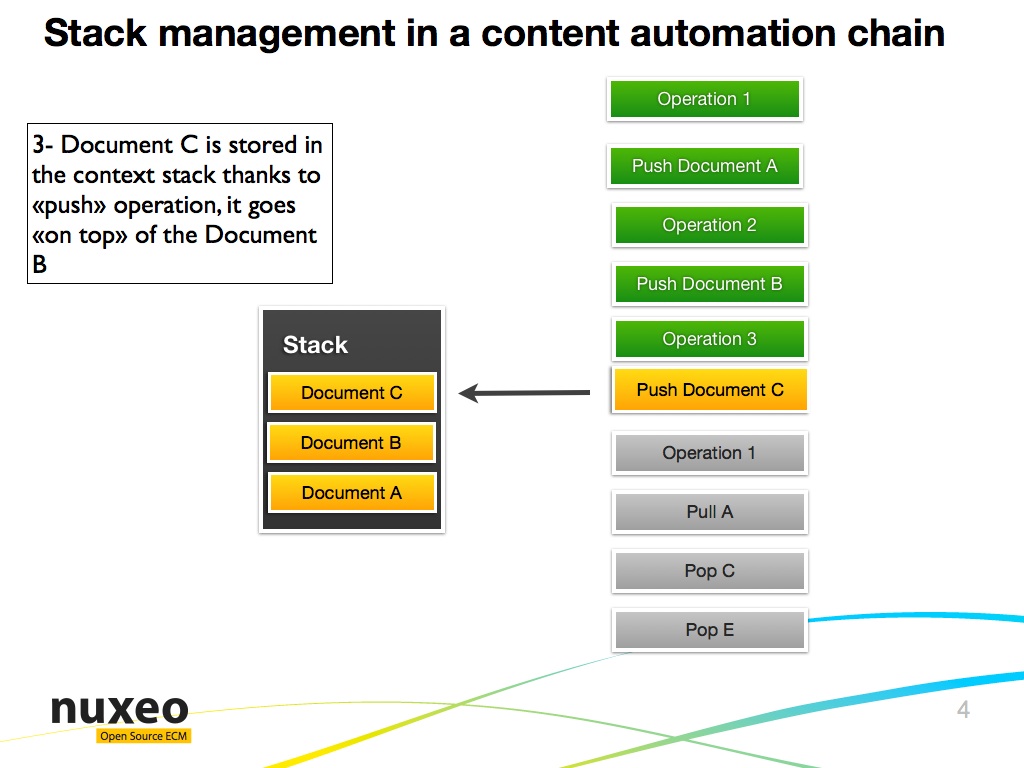 Stack management in a content automation chain
3- Document C is stored in
the context stack thanks to
«push» operation, it goes
«on top» of the Document
B
Stack
Document C
Document B
Document A
Operation 1
Push Document A
Operation 2
Push Document B
Operation 3
Push Document C
Operation 1
Pull A
Pop C
Pop E
nuxeo
Open Source ECM
4